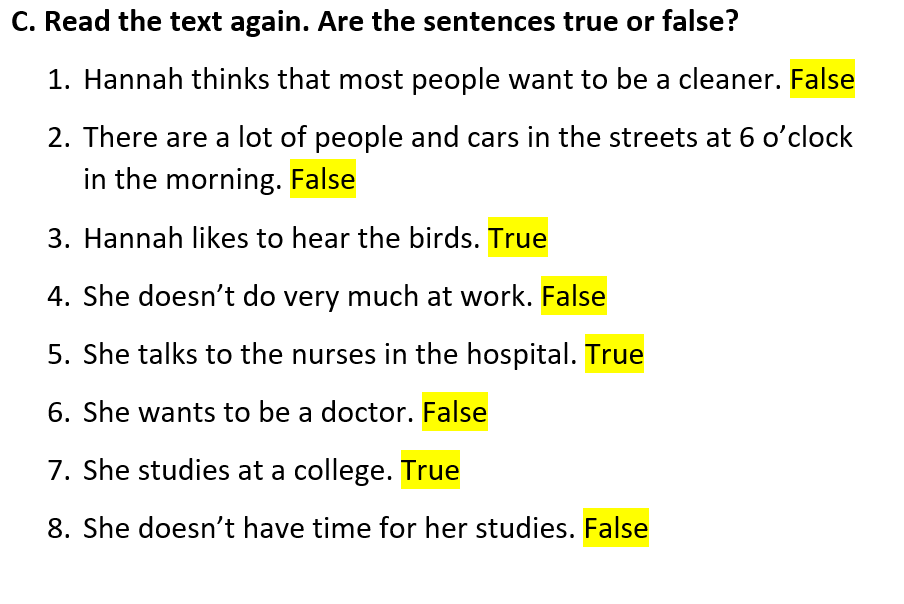 C. Read the text again. Are the sentences true or false?
1. Hannah thinks that most people want to be a cleaner. False
2. There are a lot of people and cars in the streets at 6 o’clock
in the morning. False
3. Hannah likes to hear the birds. True
4. She doesn’t do very much at work. False
5. She talks to the nurses in the hospital. True
6. She wants to be a doctor. False
7. She studies at a college. True
8. She doesn’t have time for her studies. False